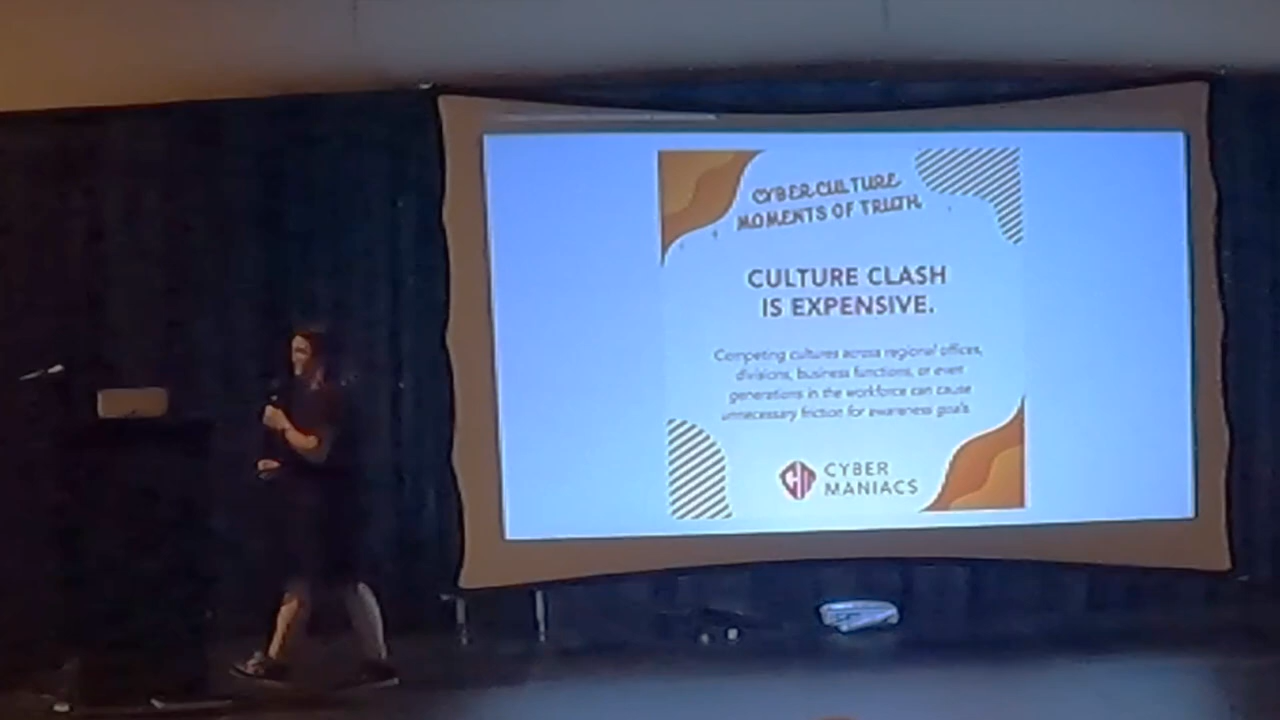 CYBER CULTURE
MOMENTS OF TRUTH
CULTURE CLASH
IS EXPENSIVE.
Competing cultures across regional offices,
divisions, business functions, or even
generations in the workforce can cause
unnecessary friction for awareness goals.
CYBER
MANIACS